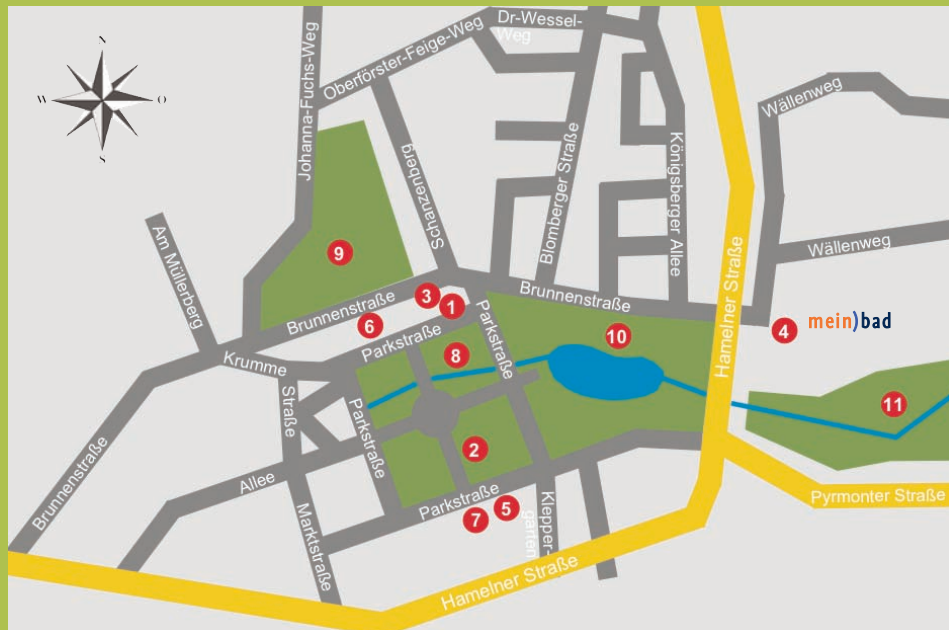 Dr-Wessel-
Weg
Oberförster-Feige-Weg
Johanna-Fuchs-Weg
N
W
O
S
Wällenweg
Schanzenberg
Blomberger Straße
Königsberger Allee
Hamelner Straße
Wällenweg
Am Müllerberg
9
Brunnenstraße
3
1
Brunnenstraße
6
Parkstraße
Parkstraße
10
4
mein)bad
8
Krumme
Straße
Parkstraße
11
2
Allee
Brunnenstraße
Marktstraße
Parkstraße
7
5
Klepper-
garten
Pyrmonter Straße
Hamelner Straße